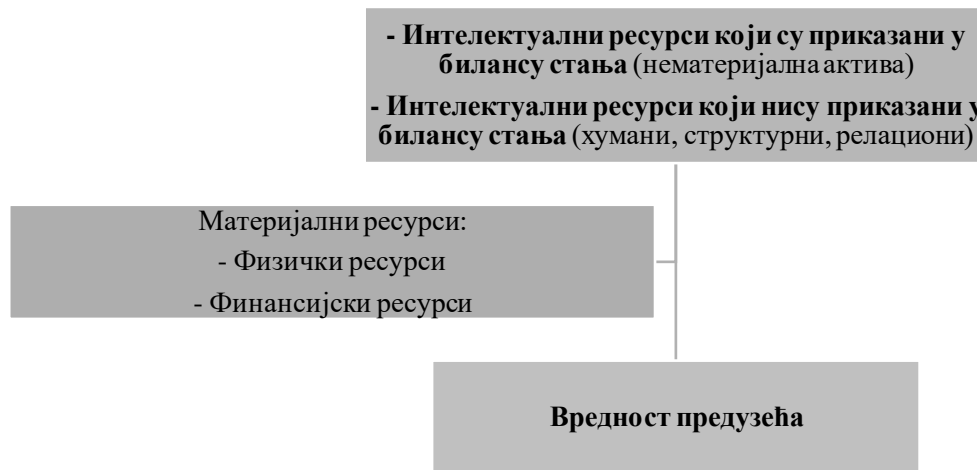 - Интелектуални ресурси који су приказани у
билансу стања (нематеријална актива)
- Интелектуални ресурси који нису приказани у
билансу стања (хумани, структурни, релациони)
Материјални ресурси:
- Физички ресурси
- Финансијски ресурси
Вредност предузећа